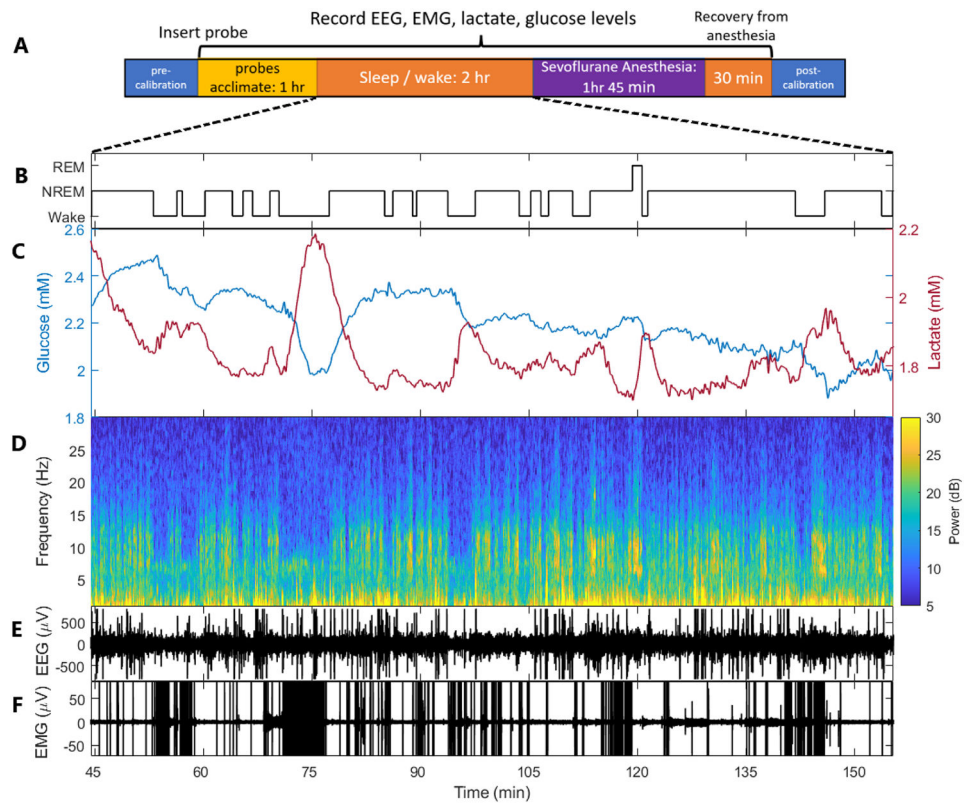 A
Record EEG, EMG, lactate, glucose levels
Insert probe
Recovery from
anesthesia
pre-
calibration
probes
acclimate: 1 hr
Sleep / wake: 2 hr
Sevoflurane Anesthesia:
1hr 45 min
30 min
post-
calibration
B
REM
NREM
Wake
C
Glucose (mM)
2.6
2.4
2.2
2
1.8
Lactate (mM)
2.2
2
1.8
D
Frequency (Hz)
25
20
15
10
5
Power (dB)
30
25
20
15
10
5
E
EEG (μV)
500
0
-500
F
EMG (μV)
50
0
-50
45 60 75 90 105 120 135 150
Time (min)